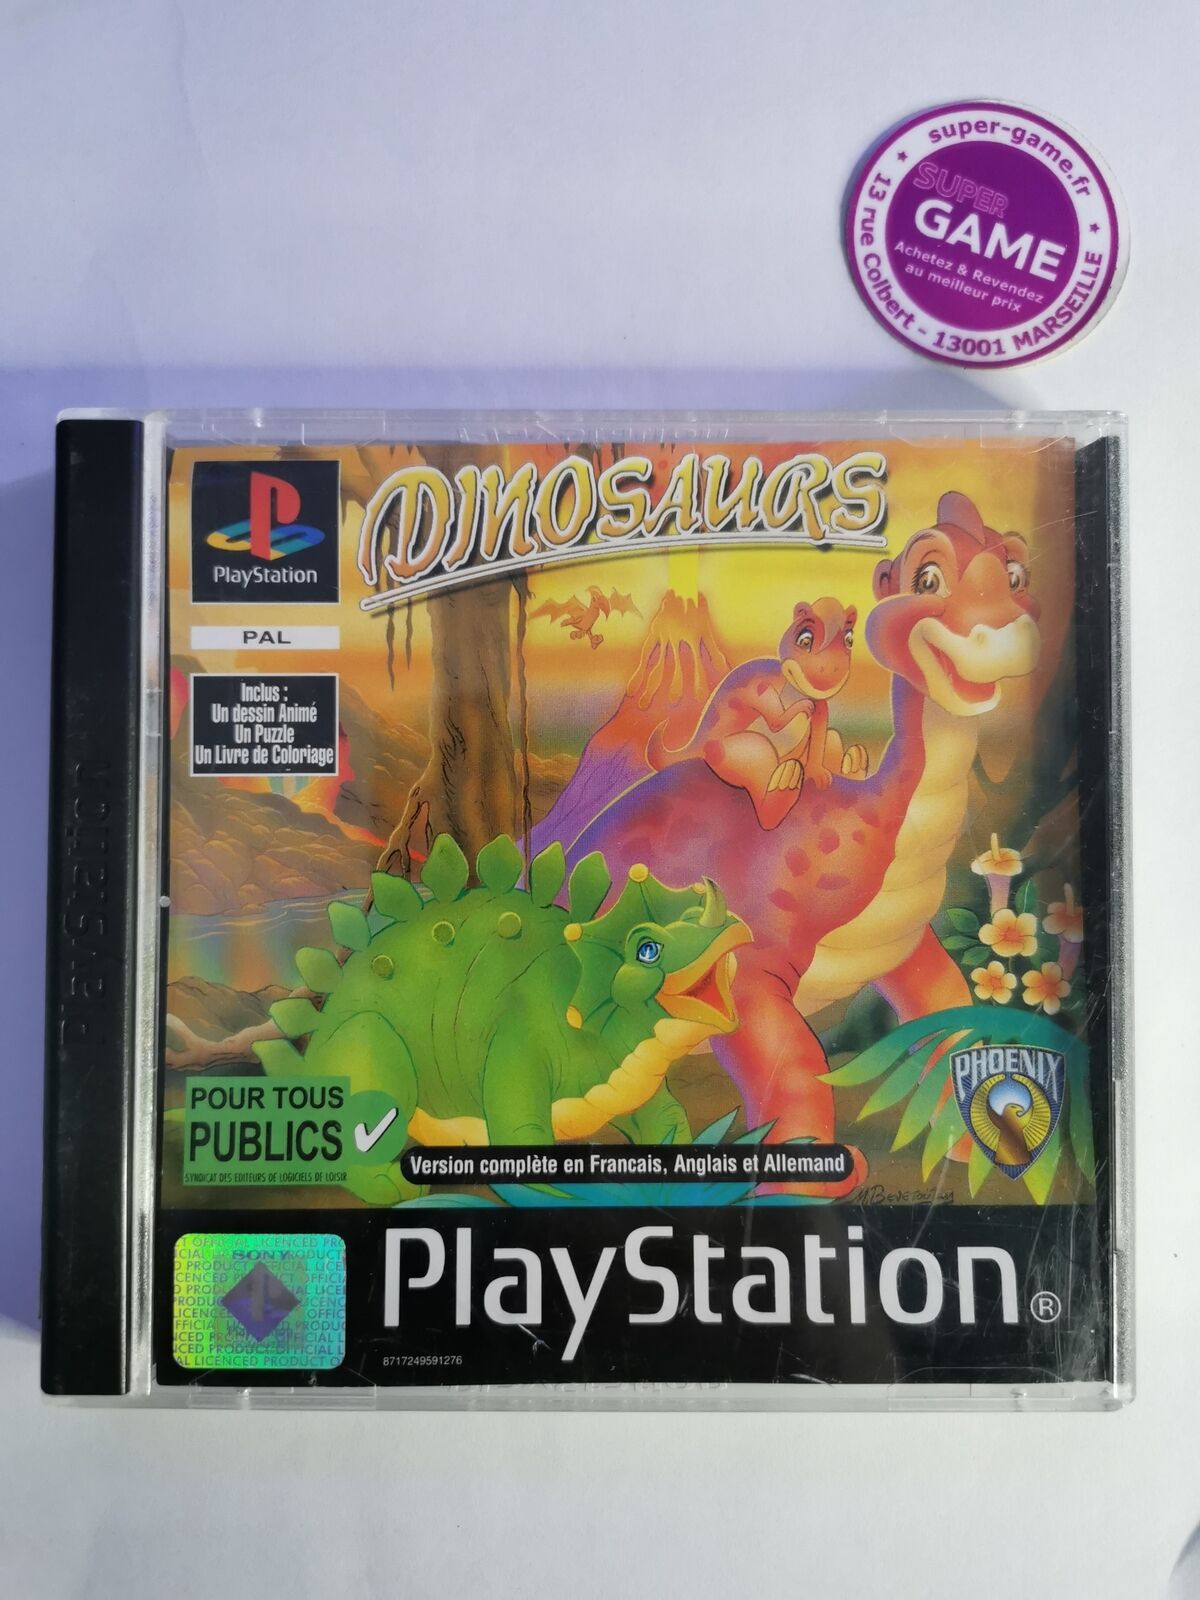 super-game.fr
SUPER
GAME
Achetez & Revendez
au meilleur prix
13 rue Colbert - 13001 MARSEILLE
DINOSAURS
PlayStation
PAL
Inclus :
Un dessin Animé
Un Puzzle
Un Livre de Coloriage
PlayStation
PHOENIX
POUR TOUS
PUBLICS
SYNDICAT DES EDITEURS DE LOGICIELS DE LOISIR
Version complète en Francais, Anglais et Allemand
SONY
LICENCED PRODUCT
PlayStation®
8717249591276